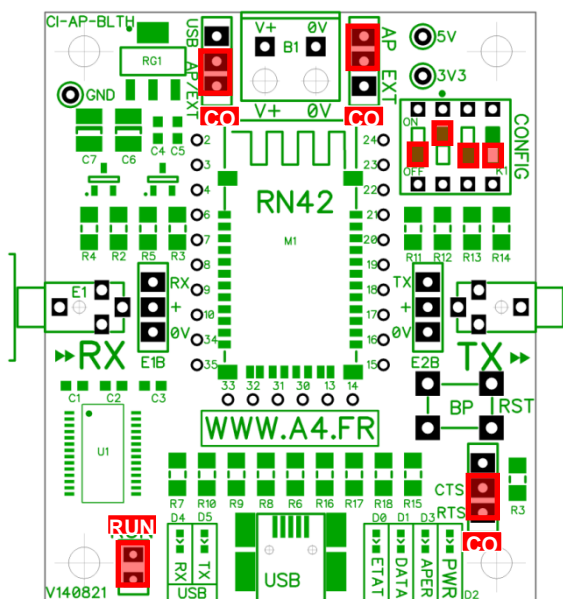 CI-AP-BLTH
USB
AP/EXT
CO
V+ 0V
B1
V+ 0V
AP
EXT
CO
5V
3V3
GND
RG1
C7 C6 C4 C5
ON
OFF
K1
CONFIG
2
3
4
6
7
8
9
10
34
35
24
23
22
21
20
19
18
17
16
15
RN42
M1
R4 R2 R5 R3
R11 R12 R13 R14
E1
RX
+
0V
E1B
RX
TX
+
0V
E2B
TX
33 32 31 30 13 14
C1 C2 C3
U1
WWW.A4.FR
BP
RST
CTS
RTS
CO
R3
R7 R10 R9 R8 R6 R16 R17 R18 R15
RUN
D4 D5
RX TX
USB
USB
D0 D1 D3
ETAT DATA APER PWR
D2
V140821